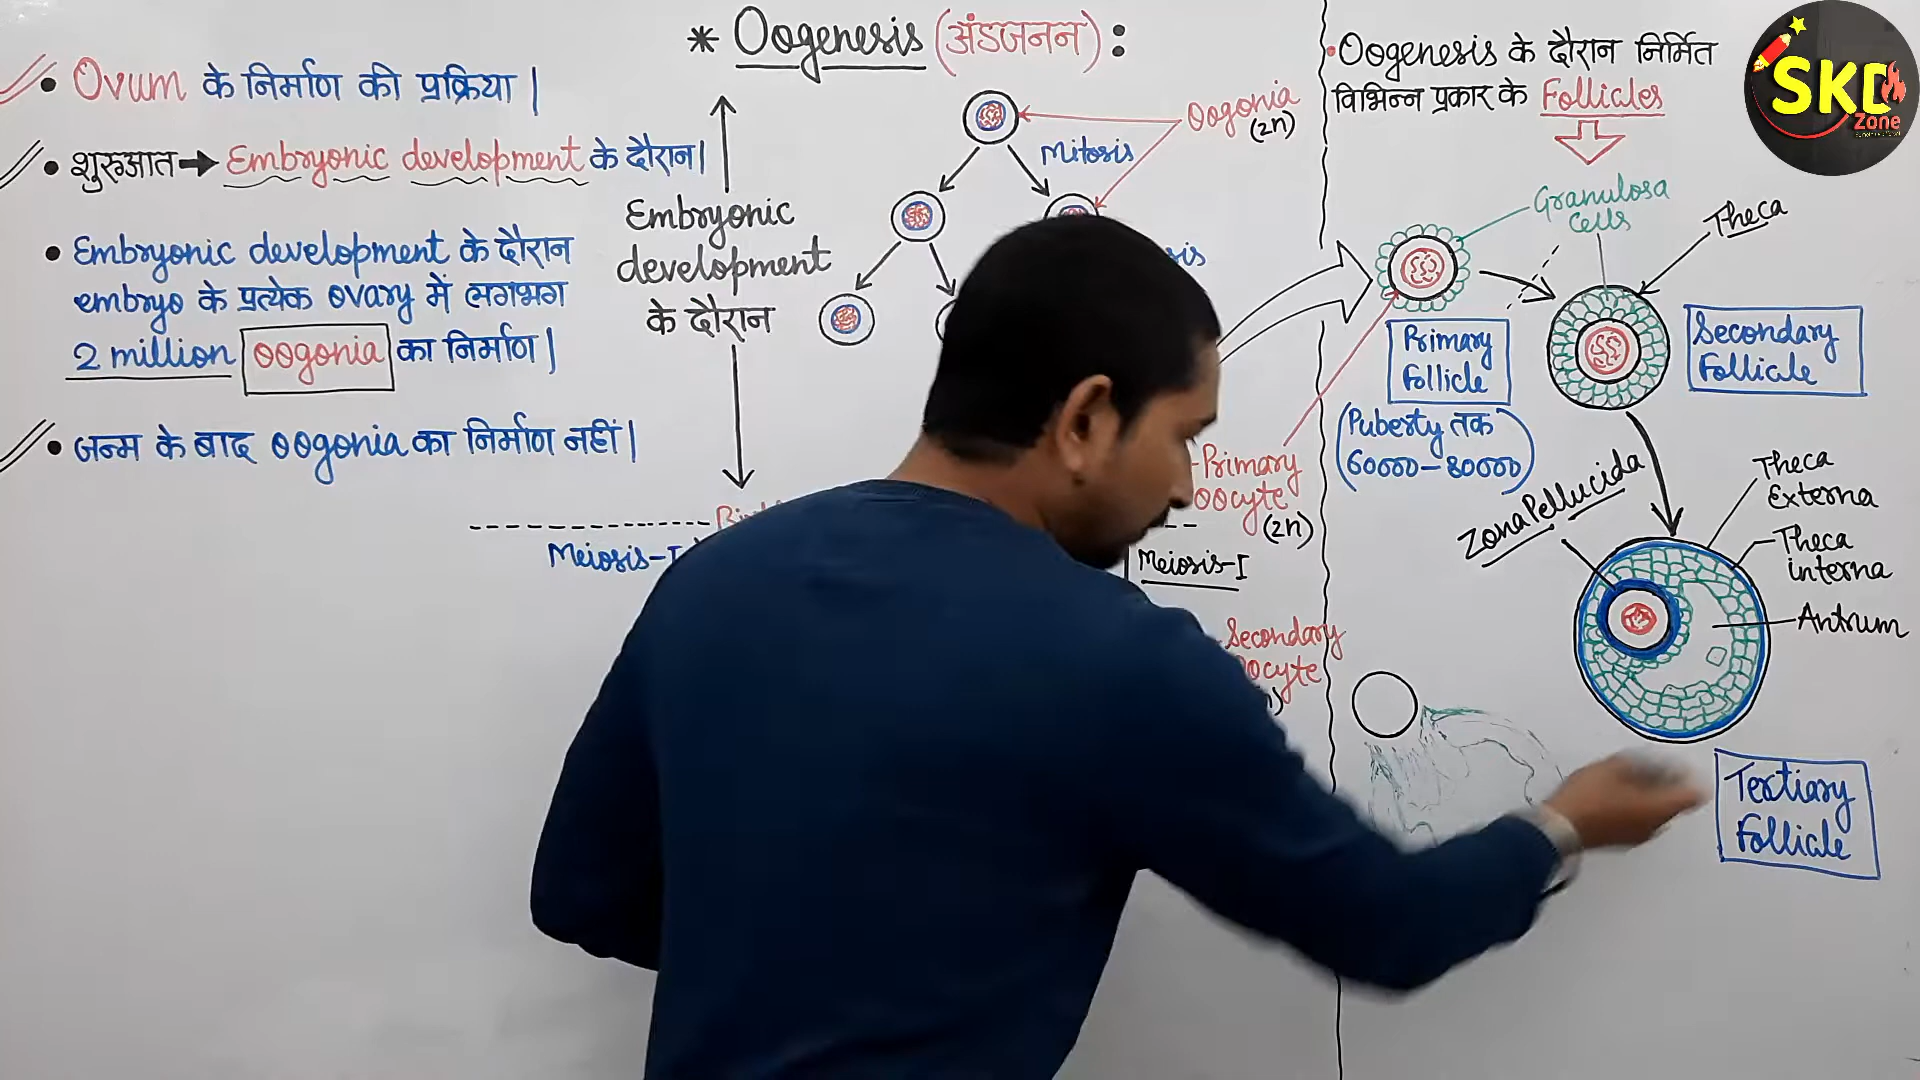 * Oogenesis (अंडजनन) :
• Ovum के निर्माण की प्रक्रिया |
• शुरुआत → Embryonic development के दौरान|
• Embryonic development के दौरान
embryo के प्रत्येक ovary में लगभग
2 million oogonia का निर्माण |
• जन्म के बाद oogonia का निर्माण नहीं |
Embryonic
development
के दौरान
Oogonia
(2n)
Mitosis
Primary
oocyte
(2n)
Meiosis-I
Meiosis-I
Secondary
• Oogenesis के दौरान निर्मित
विभिन्न प्रकार के Follicles
Granulosa
Cells
Theca
Primary
Follicle
Secondary
Follicle
(Puberty तक
60000-80000)
Zona Pellucida
Theca
Externa
Theca
interna
Antrum
Tertiary
Follicle
SKD
Zone